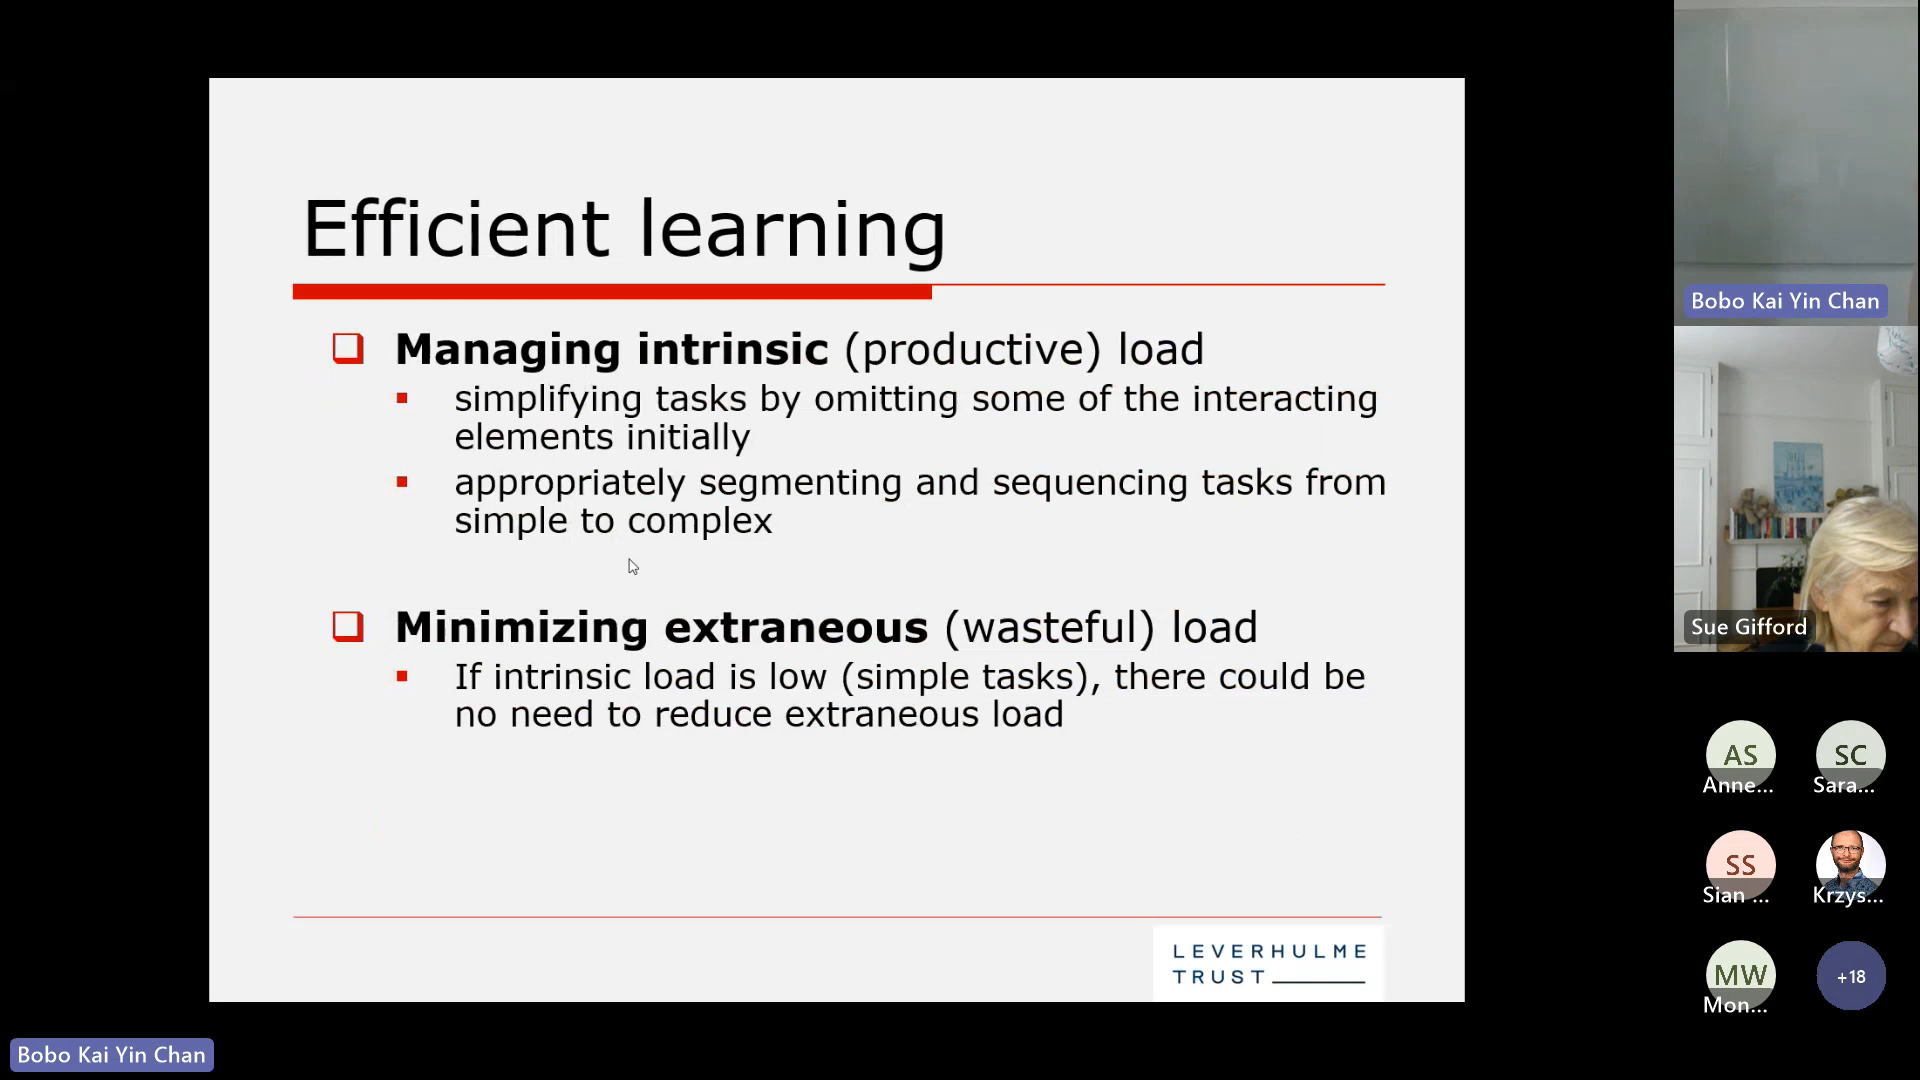 Efficient learning
Managing intrinsic (productive) load
simplifying tasks by omitting some of the interacting
elements initially
appropriately segmenting and sequencing tasks from
simple to complex
Minimizing extraneous (wasteful) load
If intrinsic load is low (simple tasks), there could be
no need to reduce extraneous load
LEVERHULME
TRUST
Bobo Kai Yin Chan
Bobo Kai Yin Chan
Sue Gifford
AS
Anne...
SC
Sara...
SS
Sian ...
Krzys...
MW
Mon...
+18